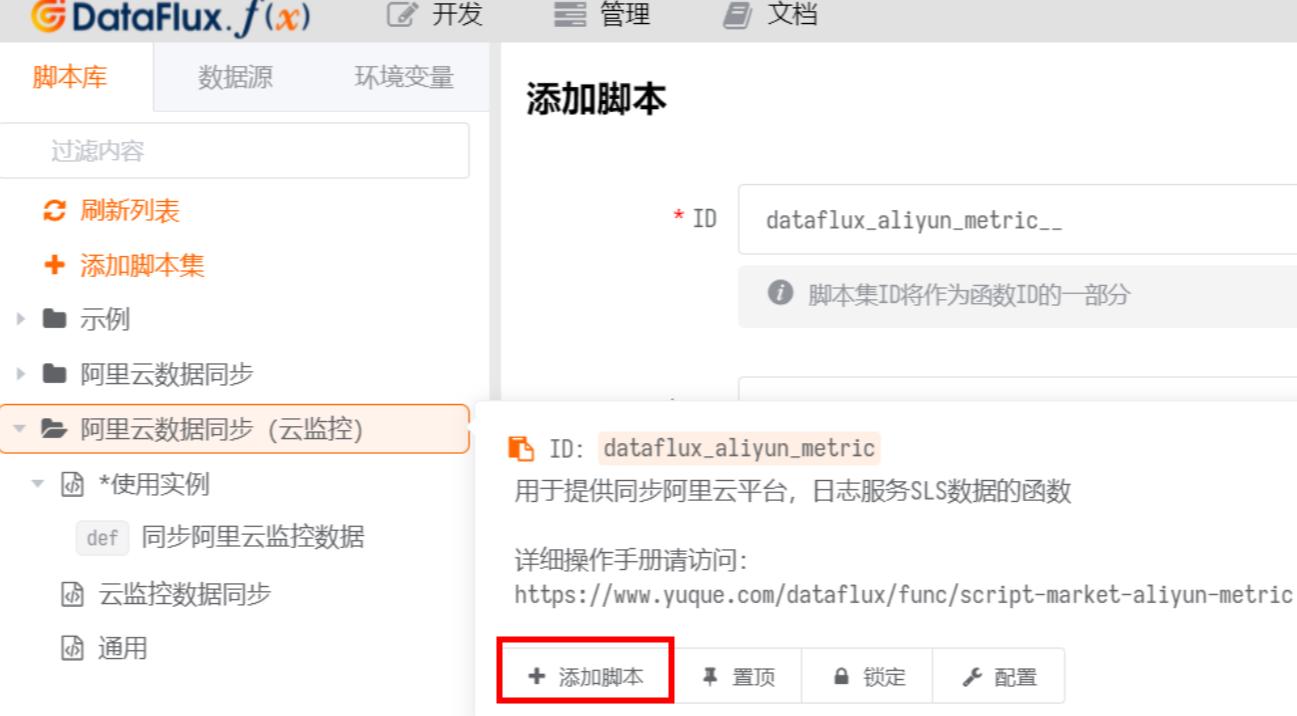 DataFlux.f(x) 开发 管理 文档
脚本库 数据源 环境变量
过滤内容
刷新列表
添加脚本集
示例
阿里云数据同步
阿里云数据同步（云监控）
*使用实例
def 同步阿里云监控数据
云监控数据同步
通用
添加脚本
* ID dataflux_aliyun_metric__
脚本集ID将作为函数ID的一部分
ID: dataflux_aliyun_metric
用于提供同步阿里云平台，日志服务SLS数据的函数
详细操作手册请访问：
https://www.yuque.com/dataflux/func/script-market-aliyun-metric
添加脚本 置顶 锁定 配置